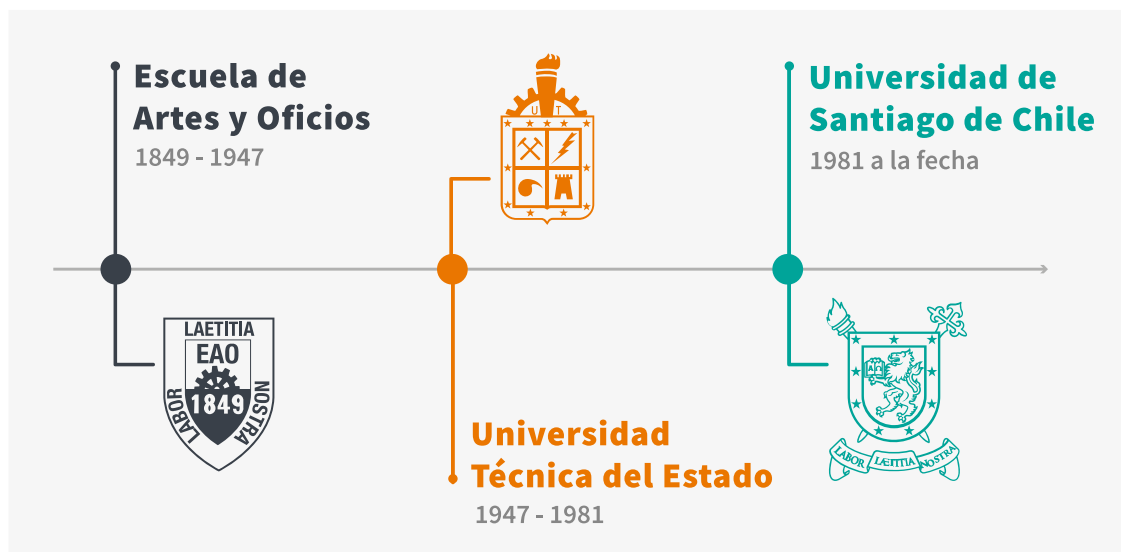 Escuela de
Artes y Oficios
1849 - 1947
LAETITIA
EAO
LABOR
1849
NOSTRA
U T
Universidad
Técnica del Estado
1947 - 1981
Universidad de
Santiago de Chile
1981 a la fecha
A Ω
LABOR LÆTITIA NOSTRA